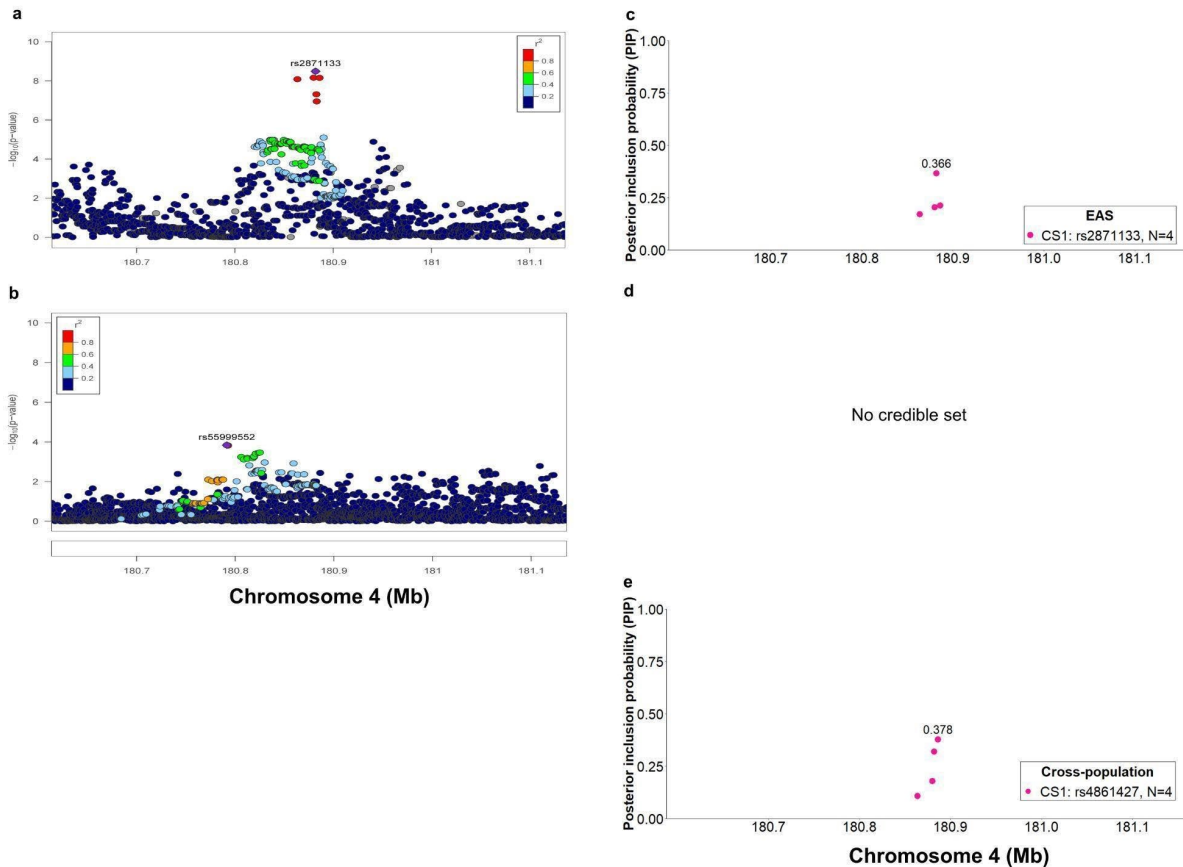 a
10
8
6
4
2
0
−log10(p−value)
rs2871133
r2
0.8
0.6
0.4
0.2
180.7 180.8 180.9 181 181.1
b
10
8
6
4
2
0
−log10(p−value)
r2
0.8
0.6
0.4
0.2
rs55999552
180.7 180.8 180.9 181 181.1
Chromosome 4 (Mb)
c
Posterior inclusion probability (PIP)
1.00
0.75
0.50
0.25
0.00
0.366
EAS
CS1: rs2871133, N=4
180.7 180.8 180.9 181.0 181.1
d
No credible set
e
Posterior inclusion probability (PIP)
1.00
0.75
0.50
0.25
0.00
0.378
Cross-population
CS1: rs4861427, N=4
180.7 180.8 180.9 181.0 181.1
Chromosome 4 (Mb)